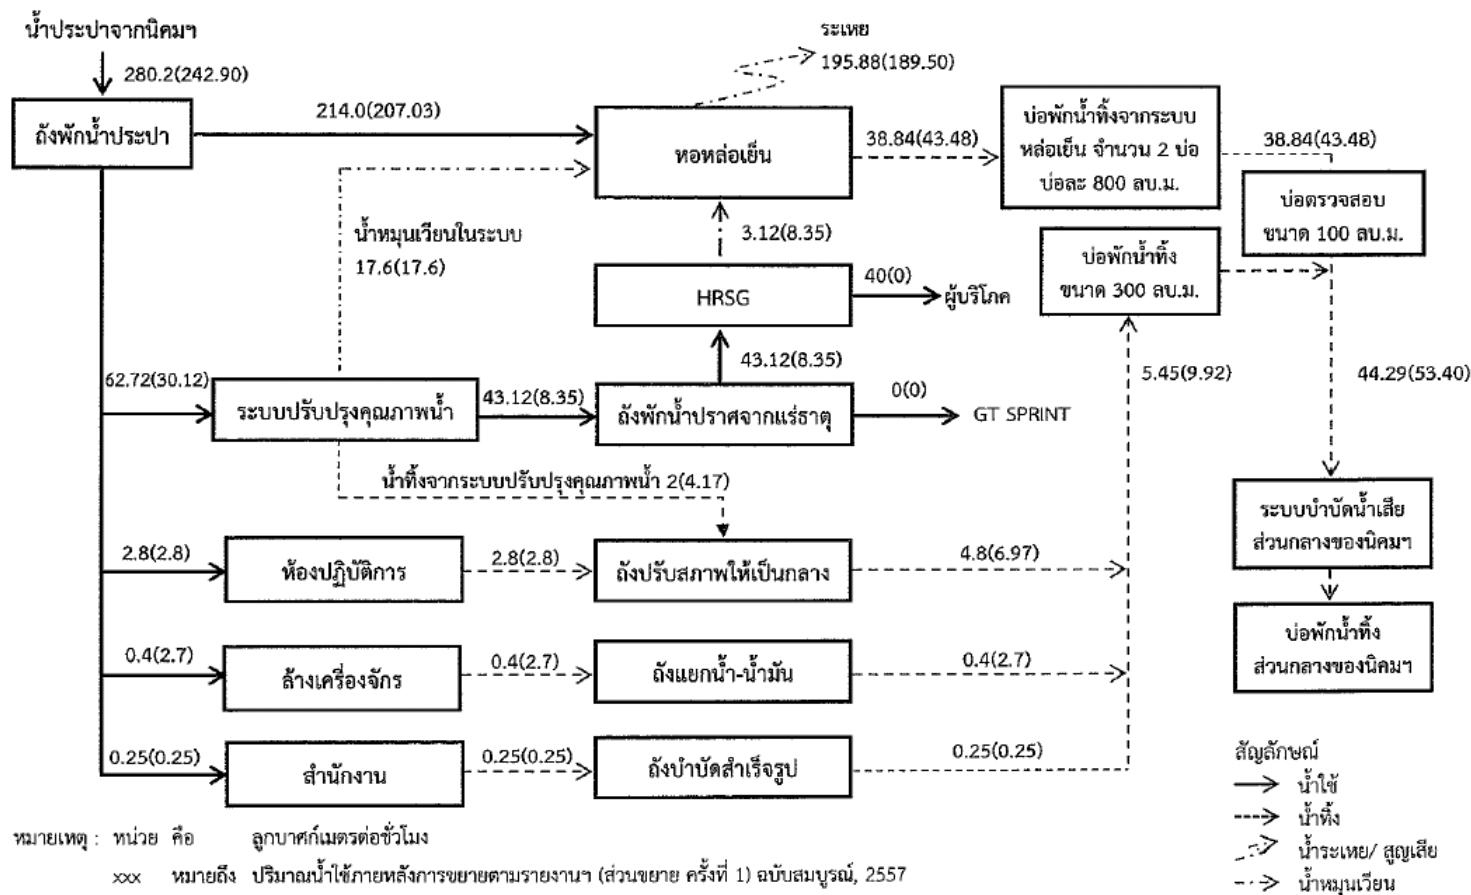 น้ำประปาจากนิคมฯ
280.2(242.90)
ถังพักน้ำประปา
214.0(207.03)
ระเหย
195.88(189.50)
หอหล่อเย็น
38.84(43.48)
บ่อพักน้ำทิ้งจากระบบ
หล่อเย็น จำนวน 2 บ่อ
บ่อละ 800 ลบ.ม.
38.84(43.48)
บ่อตรวจสอบ
ขนาด 100 ลบ.ม.
น้ำหมุนเวียนในระบบ
17.6(17.6)
3.12(8.35)
บ่อพักน้ำทิ้ง
ขนาด 300 ลบ.ม.
HRSG
40(0)
ผู้บริโภค
43.12(8.35)
5.45(9.92)
44.29(53.40)
62.72(30.12)
ระบบปรับปรุงคุณภาพน้ำ
43.12(8.35)
ถังพักน้ำปราศจากแร่ธาตุ
0(0)
GT SPRINT
น้ำทิ้งจากระบบปรับปรุงคุณภาพน้ำ 2(4.17)
ระบบบำบัดน้ำเสีย
ส่วนกลางของนิคมฯ
2.8(2.8)
ห้องปฏิบัติการ
2.8(2.8)
ถังปรับสภาพให้เป็นกลาง
4.8(6.97)
บ่อพักน้ำทิ้ง
ส่วนกลางของนิคมฯ
0.4(2.7)
ล้างเครื่องจักร
0.4(2.7)
ถังแยกน้ำ-น้ำมัน
0.4(2.7)
0.25(0.25)
สำนักงาน
0.25(0.25)
ถังบำบัดสำเร็จรูป
0.25(0.25)
สัญลักษณ์
น้ำใช้
น้ำทิ้ง
น้ำระเหย/ สูญเสีย
น้ำหมุนเวียน
หมายเหตุ : หน่วย คือ ลูกบาศก์เมตรต่อชั่วโมง
xxx หมายถึง ปริมาณน้ำใช้ภายหลังการขยายตามรายงานฯ (ส่วนขยาย ครั้งที่ 1) ฉบับสมบูรณ์, 2557